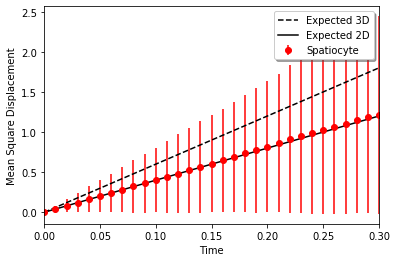 2.5
2.0
1.5
1.0
0.5
0.0
Mean Square Displacement
Expected 3D
Expected 2D
Spatiocyte
0.00 0.05 0.10 0.15 0.20 0.25 0.30
Time